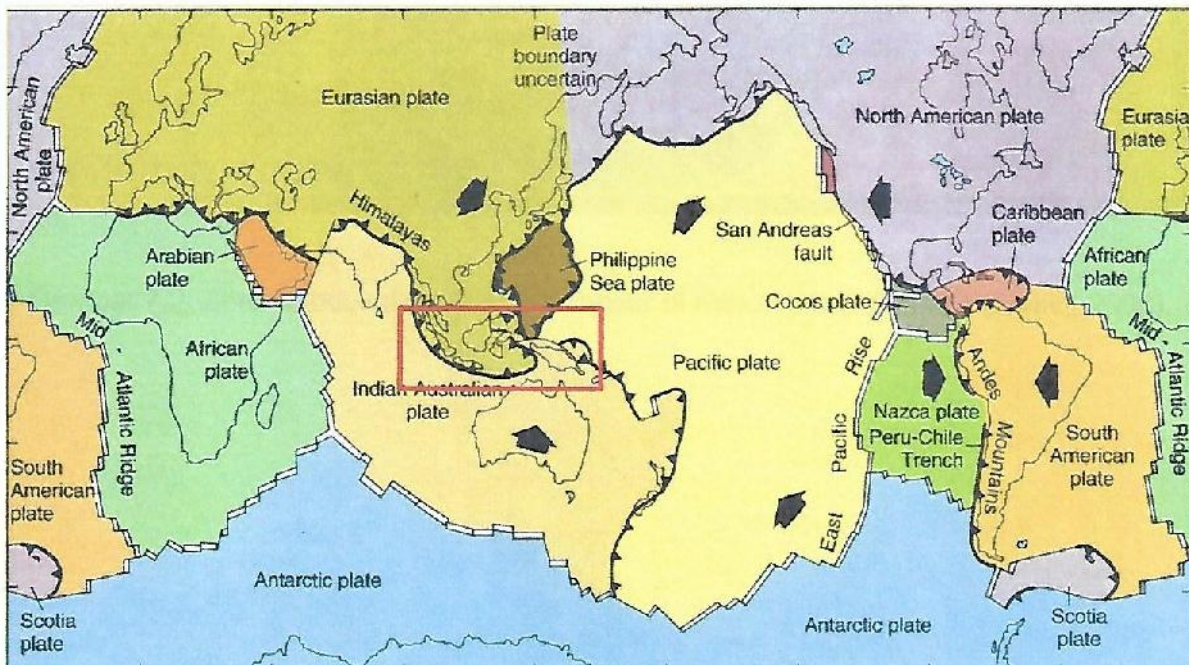 Plate
boundary
uncertain
Eurasian plate
North American plate
Eurasia
plate
North American
plate
Himalayas
Caribbean
plate
San Andreas
fault
Arabian
plate
Philippine
Sea plate
African
plate
Cocos plate
Mid
African
plate
Atlantic Ridge
Indian Australian
plate
Pacific plate
East Pacific Rise
Nazca plate
Peru-Chile
Trench
Andes
Mountains
South
American
plate
Mid -
Atlantic Ridge
South
American
plate
Antarctic plate
Antarctic plate
Scotia
plate
Scotia
plate